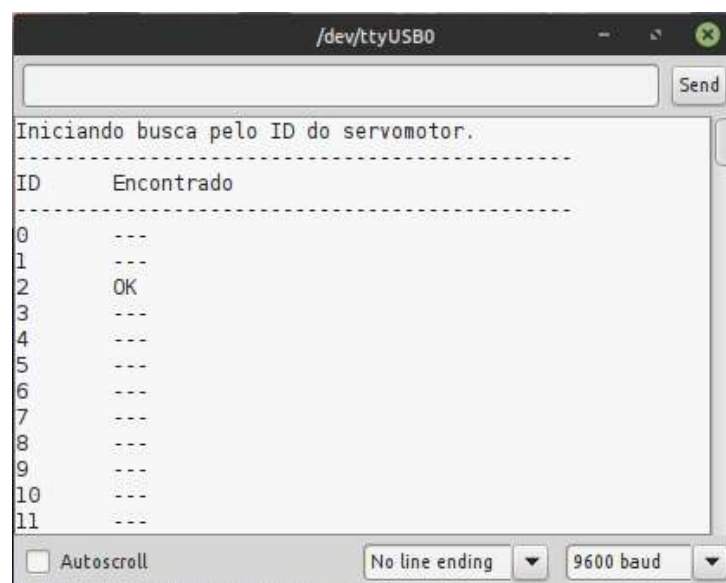 /dev/ttyUSB0
Send
Iniciando busca pelo ID do servomotor.
----------------------------------------------
ID Encontrado
----------------------------------------------
0 ---
1 ---
2 OK
3 ---
4 ---
5 ---
6 ---
7 ---
8 ---
9 ---
10 ---
11 ---
Autoscroll No line ending 9600 baud